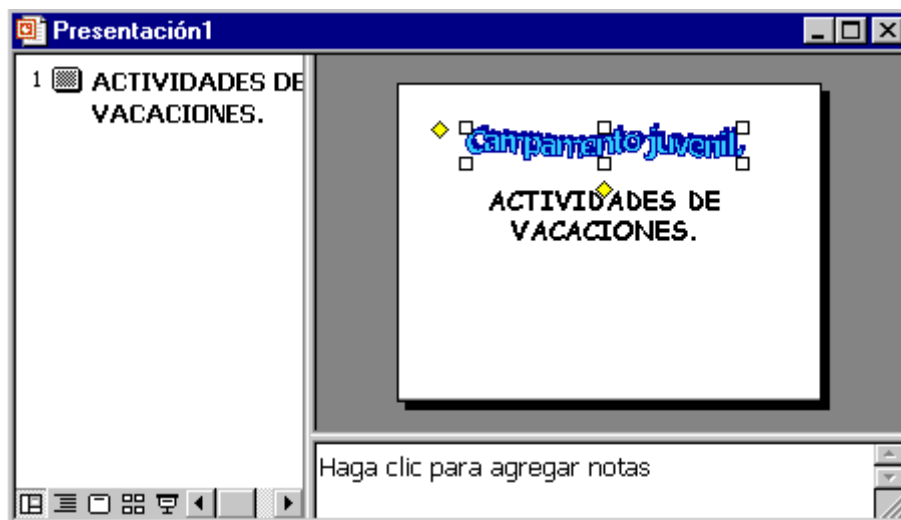 Presentación1
1 ACTIVIDADES DE
VACACIONES.
Campamento juvenil.
ACTIVIDADES DE
VACACIONES.
Haga clic para agregar notas